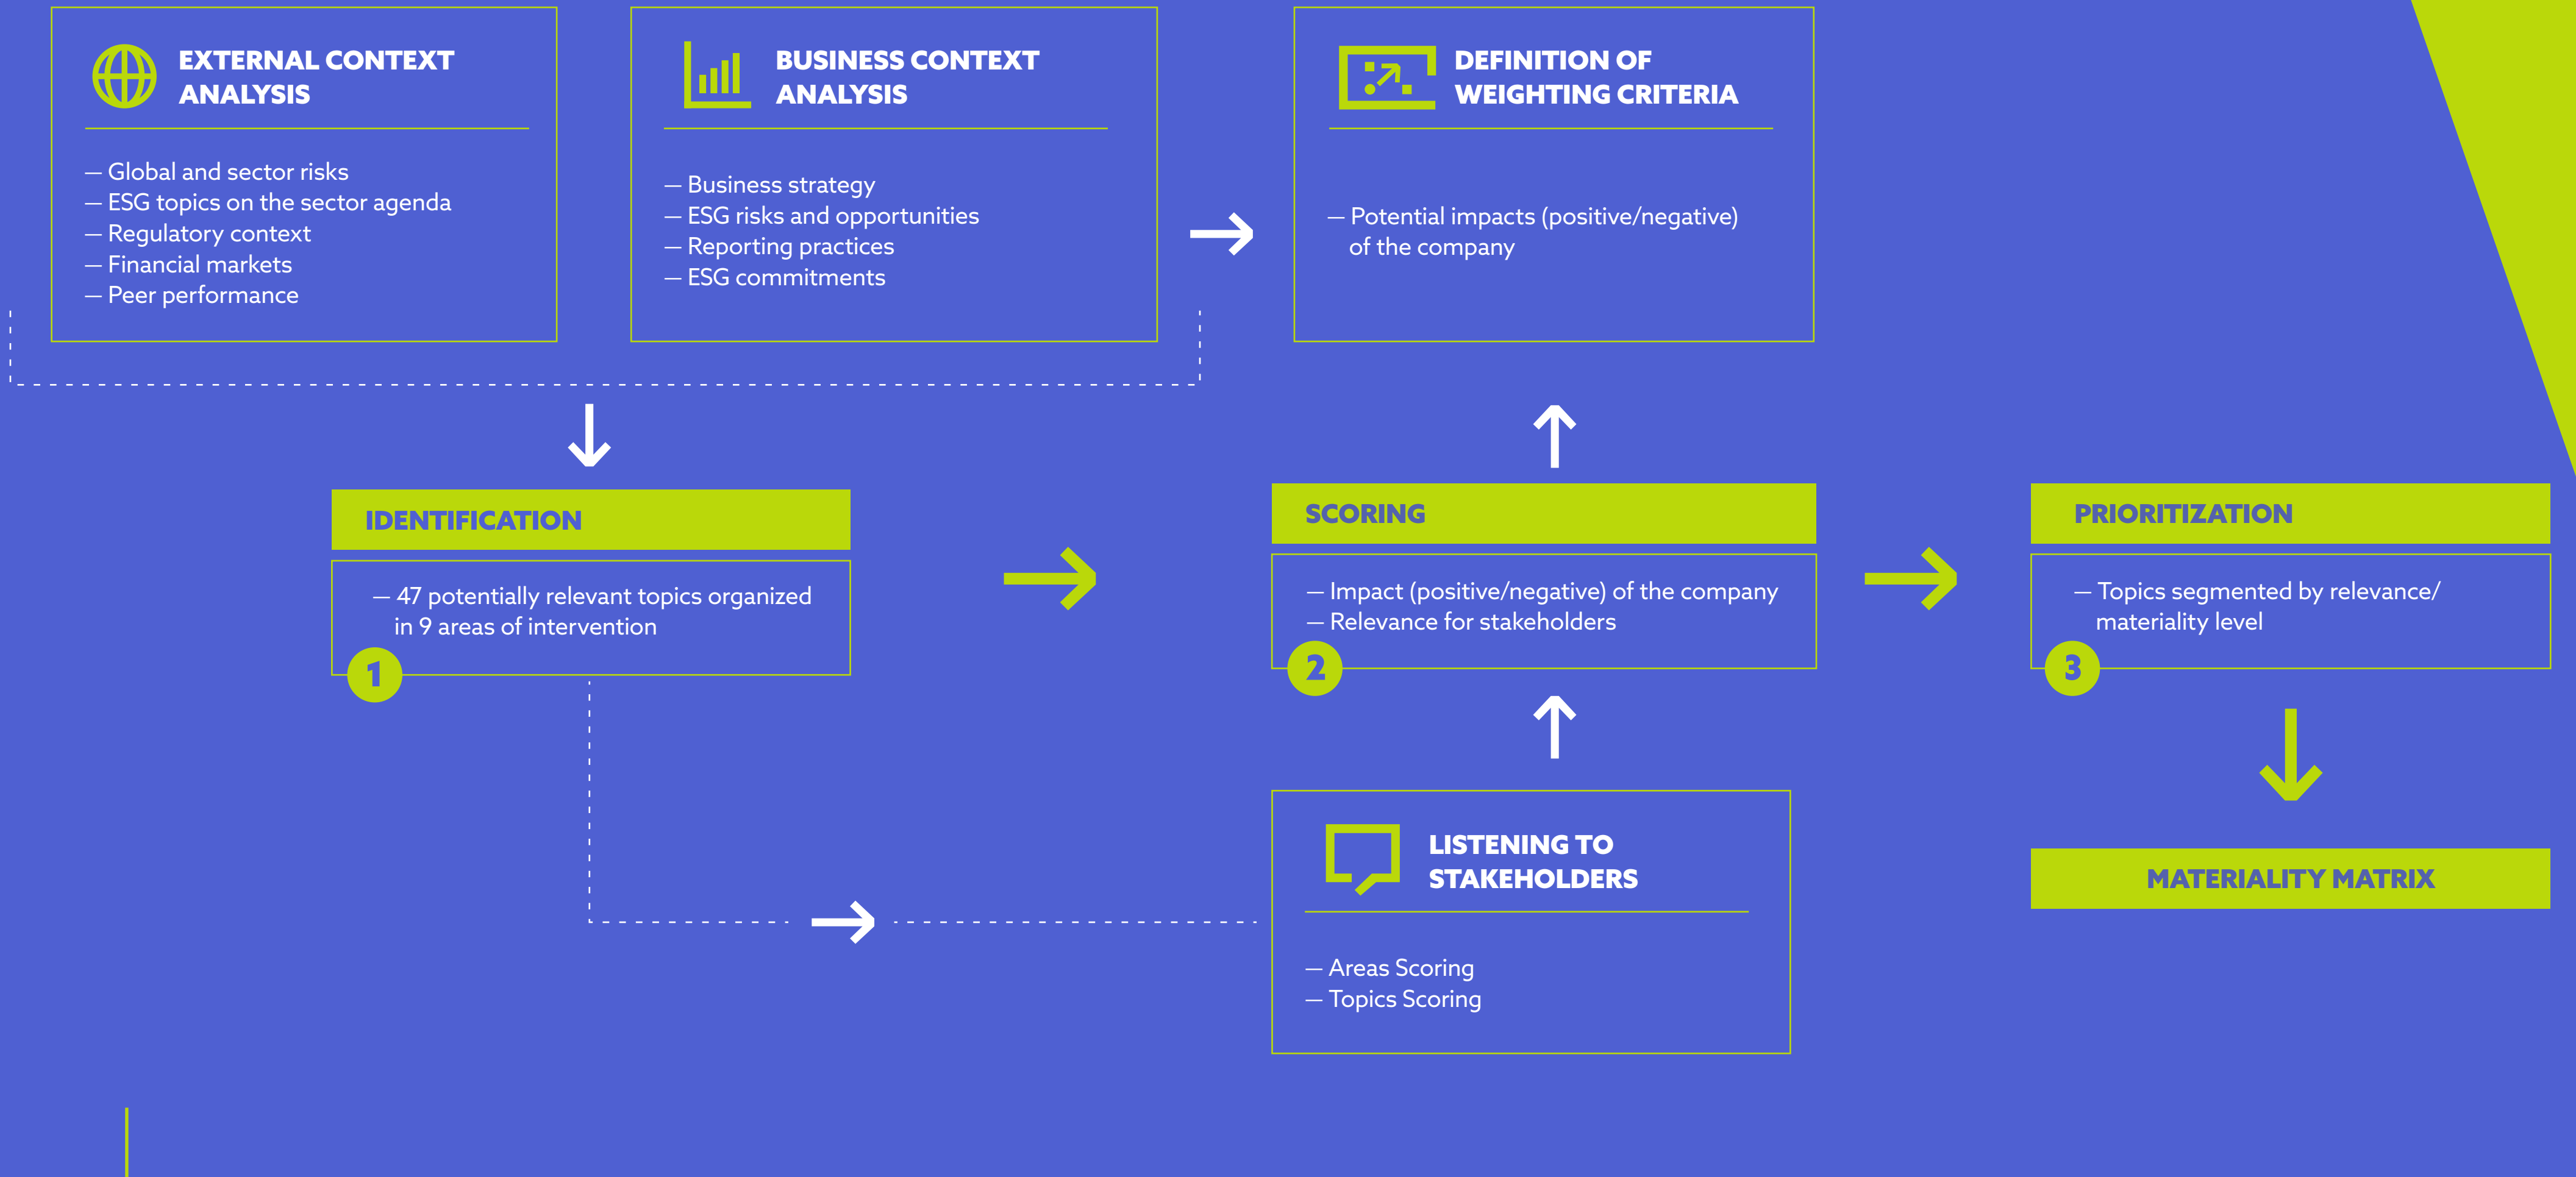 EXTERNAL CONTEXT
ANALYSIS
— Global and sector risks
— ESG topics on the sector agenda
— Regulatory context
— Financial markets
— Peer performance
BUSINESS CONTEXT
ANALYSIS
— Business strategy
— ESG risks and opportunities
— Reporting practices
— ESG commitments
DEFINITION OF
WEIGHTING CRITERIA
— Potential impacts (positive/negative)
of the company
IDENTIFICATION
— 47 potentially relevant topics organized
in 9 areas of intervention
1
SCORING
— Impact (positive/negative) of the company
— Relevance for stakeholders
2
PRIORITIZATION
— Topics segmented by relevance/
materiality level
3
LISTENING TO
STAKEHOLDERS
— Areas Scoring
— Topics Scoring
MATERIALITY MATRIX